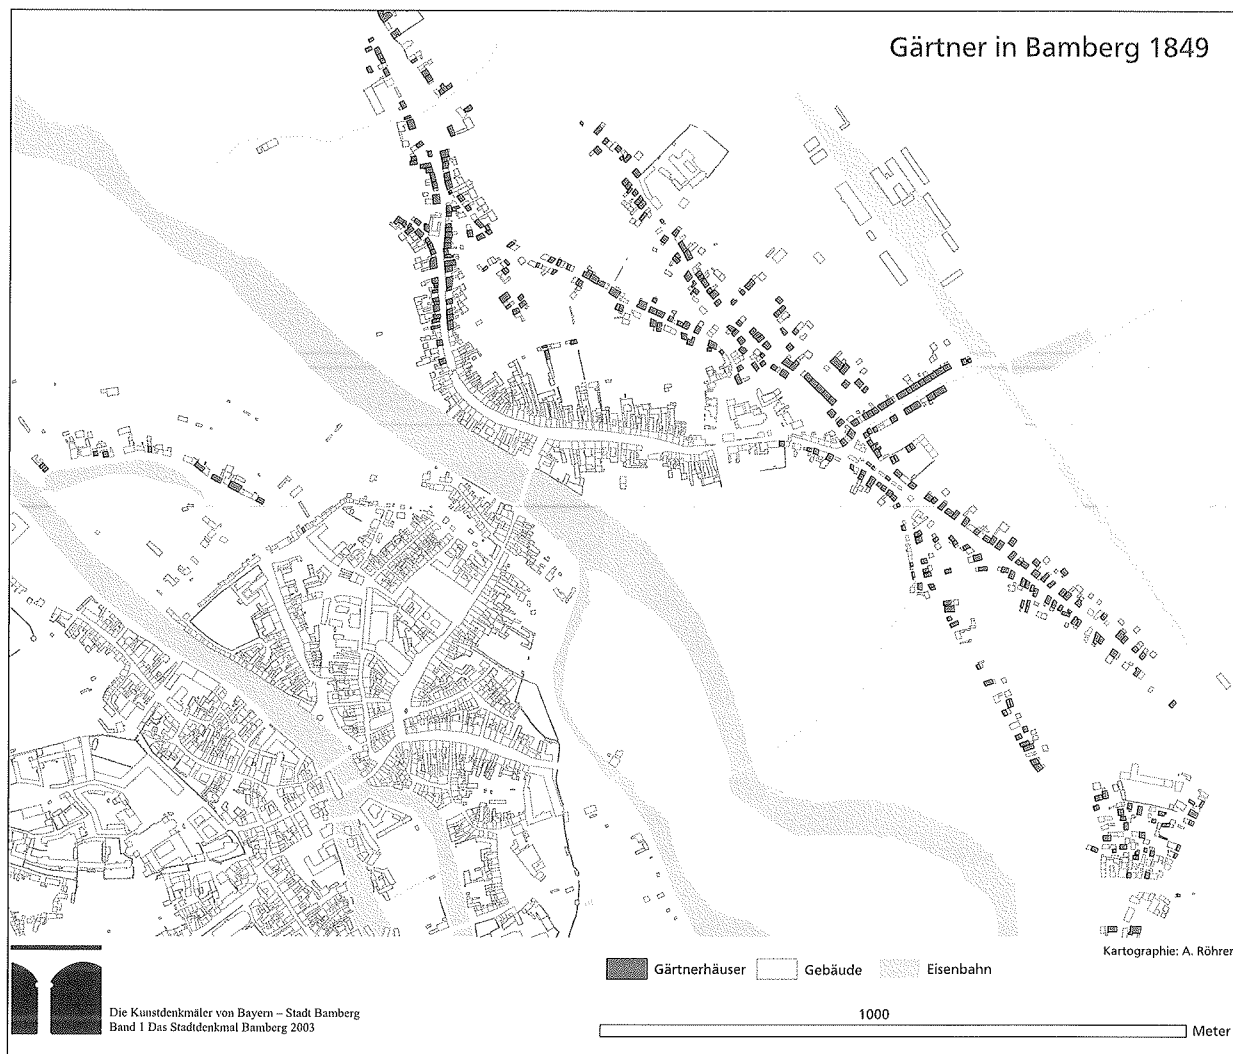 Gärtner in Bamberg 1849
Kartographie: A. Röhrer
Gärtnerhäuser
Gebäude
Eisenbahn
Die Kunstdenkmäler von Bayern – Stadt Bamberg
Band 1 Das Stadtdenkmal Bamberg 2003
1000
Meter